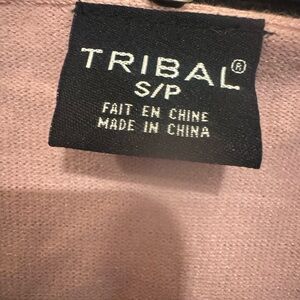 TRIBAL®
S/P
FAIT EN CHINE
MADE IN CHINA